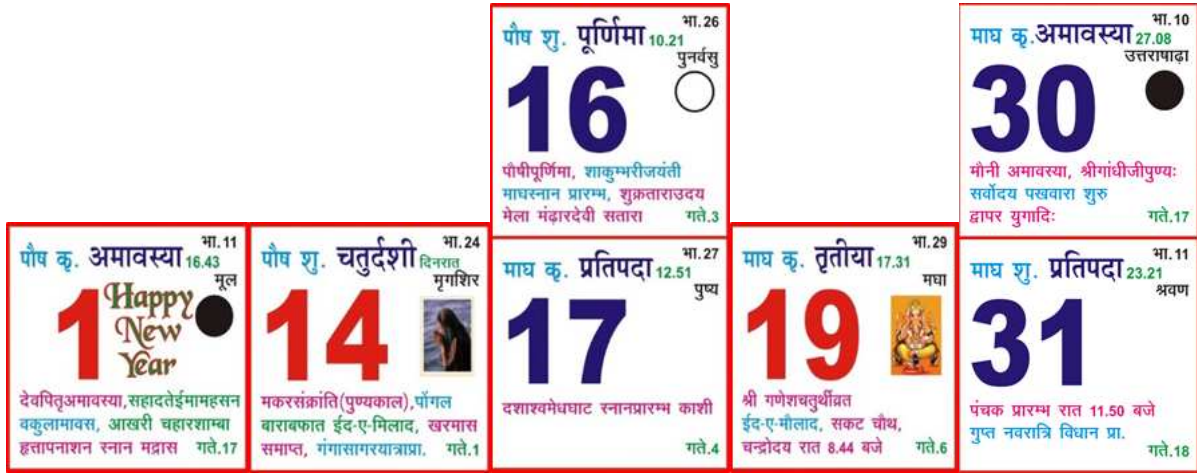 भा. 26
पौष शु. पूर्णिमा 10.21
पुनर्वसु
16
पौषीपूर्णिमा, शाकुम्भरीजयंती
माघस्नान प्रारम्भ, शुक्रताराउदय
मेला मंढ़ारदेवी सतारा गते.3
भा. 10
माघ कृ. अमावस्या 27.08
उत्तराषाढ़ा
30
मौनी अमावस्या, श्रीगांधीजीपुण्यः
सर्वोदय पखवारा शुरु
द्वापर युगादिः गते.17
भा. 11
पौष कृ. अमावस्या 16.43
मूल
1 Happy
New
Year
देवपितृअमावस्या,सहादतेईमामहसन
वकुलामावस, आखरी चहारशाम्बा
हृत्तापनाशन स्नान मद्रास गते.17
भा. 24
पौष शु. चतुर्दशी दिनरात
मृगशिर
14
मकरसंक्रांति(पुण्यकाल),पोंगल
बाराबफात ईद-ए-मिलाद, खरमास
समाप्त, गंगासागरयात्राप्रा. गते.1
भा. 27
माघ कृ. प्रतिपदा 12.51
पुष्य
17
दशाश्वमेधघाट स्नानप्रारम्भ काशी
गते.4
भा. 29
माघ कृ. तृतीया 17.31
मघा
19
श्री गणेशचतुर्थीव्रत
ईद-ए-मौलाद, सकट चौथ,
चन्द्रोदय रात 8.44 बजे गते.6
भा. 11
माघ शु. प्रतिपदा 23.21
श्रवण
31
पंचक प्रारम्भ रात 11.50 बजे
गुप्त नवरात्रि विधान प्रा.
गते.18